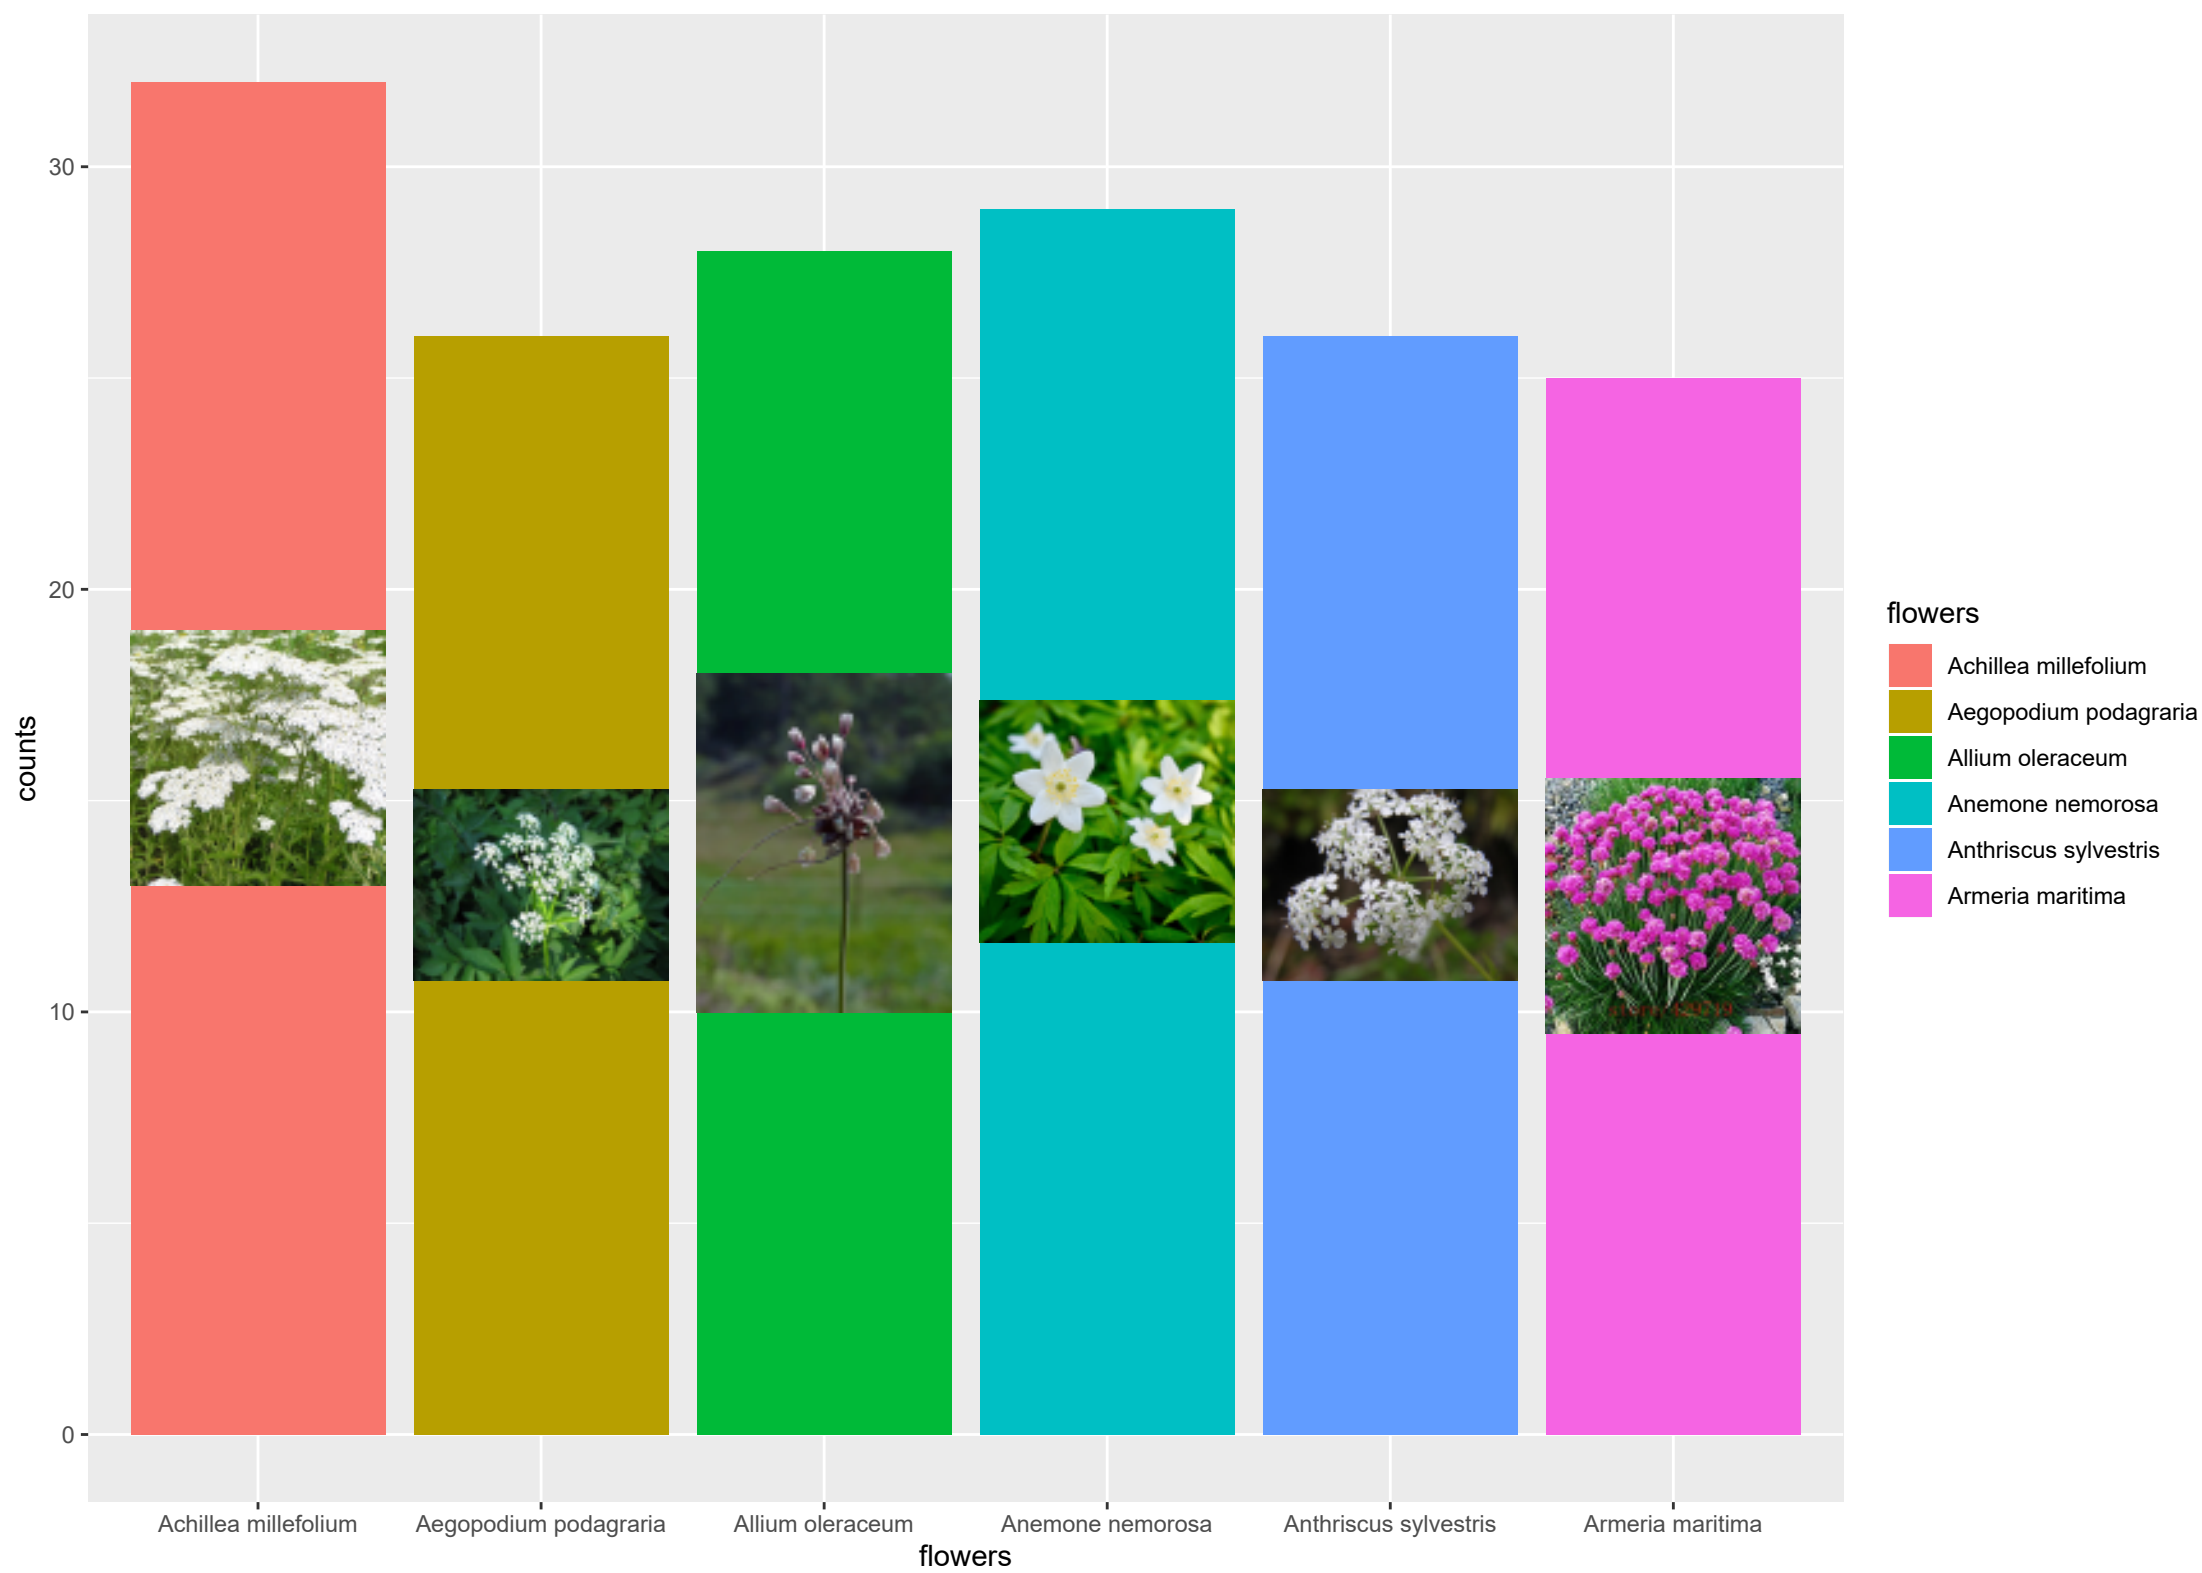 counts
30
20
10
0
Achillea millefolium
Aegopodium podagraria
Allium oleraceum
Anemone nemorosa
Anthriscus sylvestris
Armeria maritima
flowers
flowers
Achillea millefolium
Aegopodium podagraria
Allium oleraceum
Anemone nemorosa
Anthriscus sylvestris
Armeria maritima